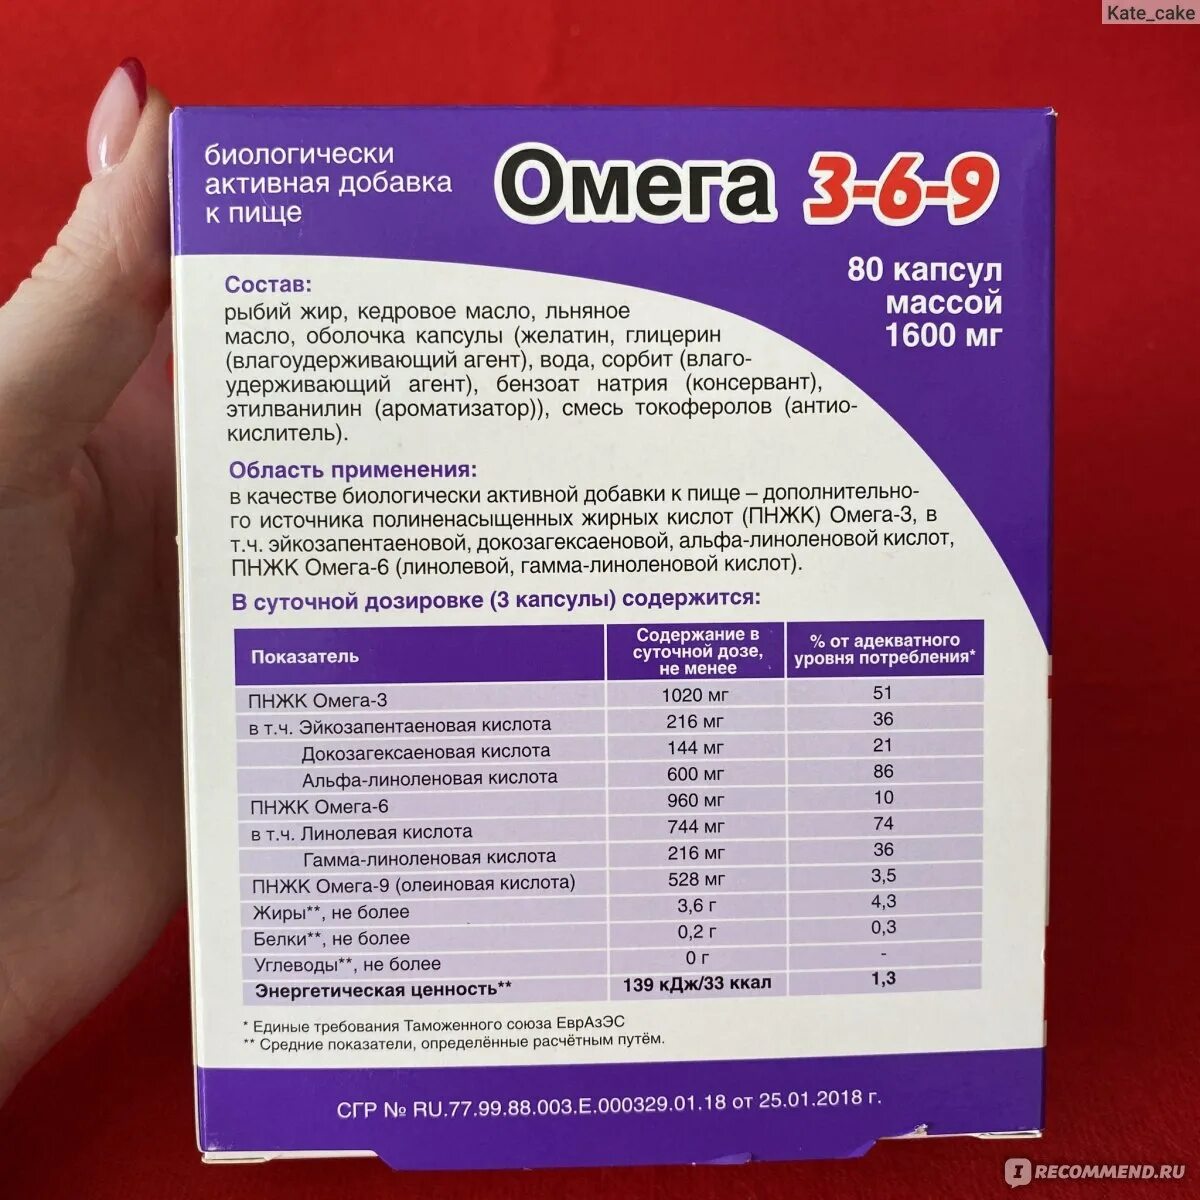 Kate_cake
биологически
активная добавка
к пище
Омега 3-6-9
80 капсул
массой
1600 мг
Состав:
рыбий жир, кедровое масло, льняное
масло, оболочка капсулы (желатин, глицерин
(влагоудерживающий агент), вода, сорбит (влаго-
удерживающий агент), бензоат натрия (консервант),
этилванилин (ароматизатор)), смесь токоферолов (антио-
кислитель).
Область применения:
в качестве биологически активной добавки к пище – дополнительно-
го источника полиненасыщенных жирных кислот (ПНЖК) Омега-3, в
т.ч. эйкозапентаеновой, докозагексаеновой, альфа-линоленовой кислот,
ПНЖК Омега-6 (линолевой, гамма-линоленовой кислот).
В суточной дозировке (3 капсулы) содержится:
Показатель Содержание в суточной дозе, не менее % от адекватного уровня потребления*
ПНЖК Омега-3 1020 мг 51
в т.ч. Эйкозапентаеновая кислота 216 мг 36
Докозагексаеновая кислота 144 мг 21
Альфа-линоленовая кислота 600 мг 86
ПНЖК Омега-6 960 мг 10
в т.ч. Линолевая кислота 744 мг 74
Гамма-линоленовая кислота 216 мг 36
ПНЖК Омега-9 (олеиновая кислота) 528 мг 3,5
Жиры**, не более 3,6 г 4,3
Белки**, не более 0,2 г 0,3
Углеводы**, не более 0 г -
Энергетическая ценность** 139 кДж/33 ккал 1,3
* Единые требования Таможенного союза ЕврАзЭС
** Средние показатели, определённые расчётным путём.
СГР № RU.77.99.88.003.Е.000329.01.18 от 25.01.2018 г.
I RECOMMEND.RU